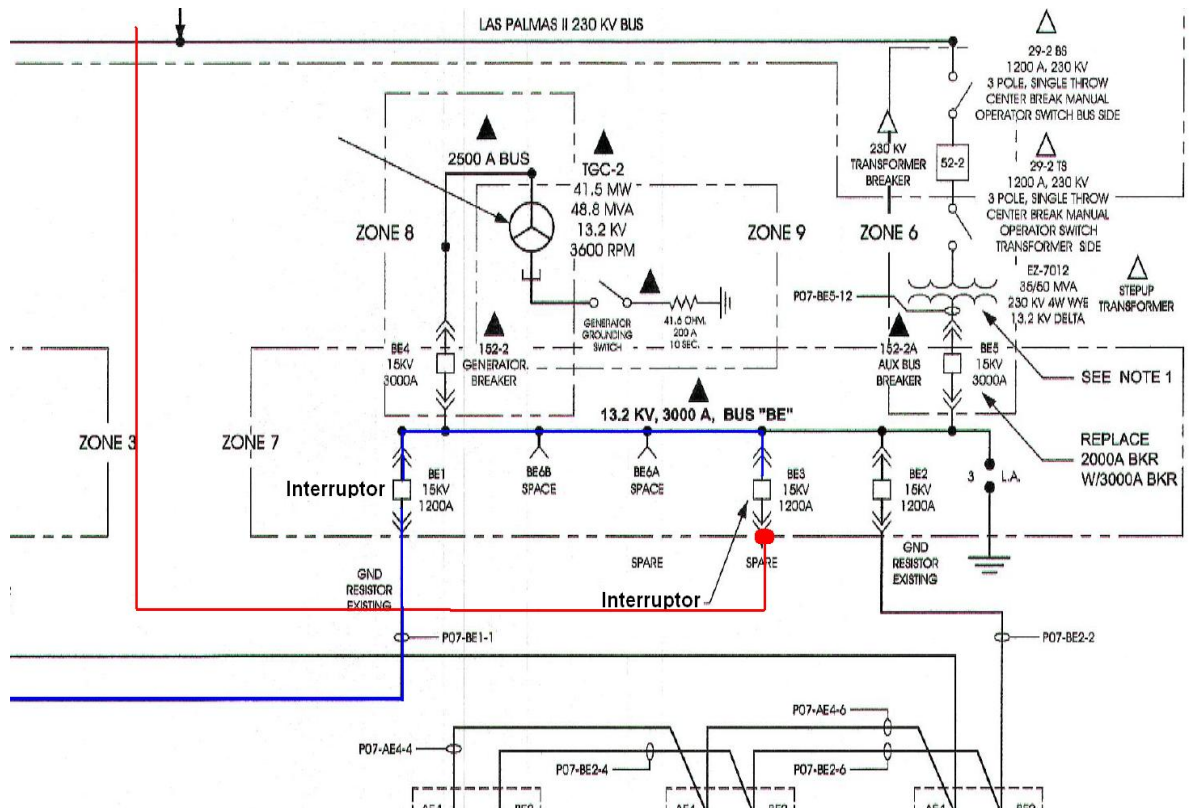 LAS PALMAS II 230 KV BUS
29-2 BS
1200 A, 230 KV
3 POLE, SINGLE THROW
CENTER BREAK MANUAL
OPERATOR SWITCH BUS SIDE
230 KV
TRANSFORMER
BREAKER
52-2
29-2 TS
1200 A, 230 KV
3 POLE, SINGLE THROW
CENTER BREAK MANUAL
OPERATOR SWITCH
TRANSFORMER SIDE
2500 A BUS
TGC-2
41.5 MW
48.8 MVA
13.2 KV
3600 RPM
ZONE 8
ZONE 9
ZONE 6
EZ-7012
35/50 MVA
230 KV 4W WYE
13.2 KV DELTA
STEPUP
TRANSFORMER
P07-BE5-12
GENERATOR
GROUNDING
SWITCH
41.6 OHM,
200 A
10 SEC.
BE4
15KV
3000A
152-2
GENERATOR
BREAKER
152-2A
AUX BUS
BREAKER
BE5
15KV
3000A
SEE NOTE 1
13.2 KV, 3000 A, BUS "BE"
ZONE 3
ZONE 7
REPLACE
2000A BKR
W/3000A BKR
Interruptor
BE1
15KV
1200A
BE6B
SPACE
BE6A
SPACE
BE3
15KV
1200A
BE2
15KV
1200A
3
L.A.
GND
RESISTOR
EXISTING
SPARE
SPARE
GND
RESISTOR
EXISTING
Interruptor
P07-BE1-1
P07-BE2-2
P07-AE4-6
P07-AE4-4
P07-BE2-4
P07-BE2-6